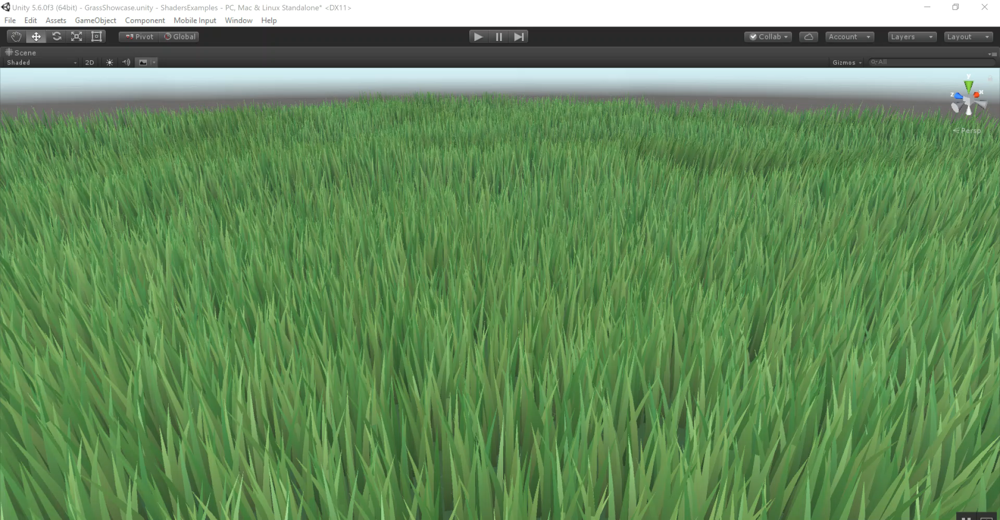 Unity 5.6.0f3 (64bit) - GrassShowcase.unity - ShadersExamples - PC, Mac & Linux Standalone* <DX11>
File Edit Assets GameObject Component Mobile Input Window Help
Pivot Global Collab Account Layers Layout
Scene
Shaded 2D Gizmos All
y
z x
Persp